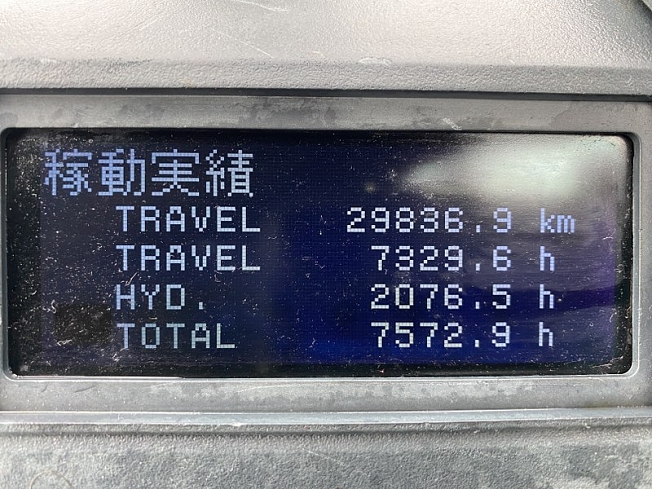 稼動実績
TRAVEL 29836.9 km
TRAVEL 7329.6 h
HYD. 2076.5 h
TOTAL 7572.9 h